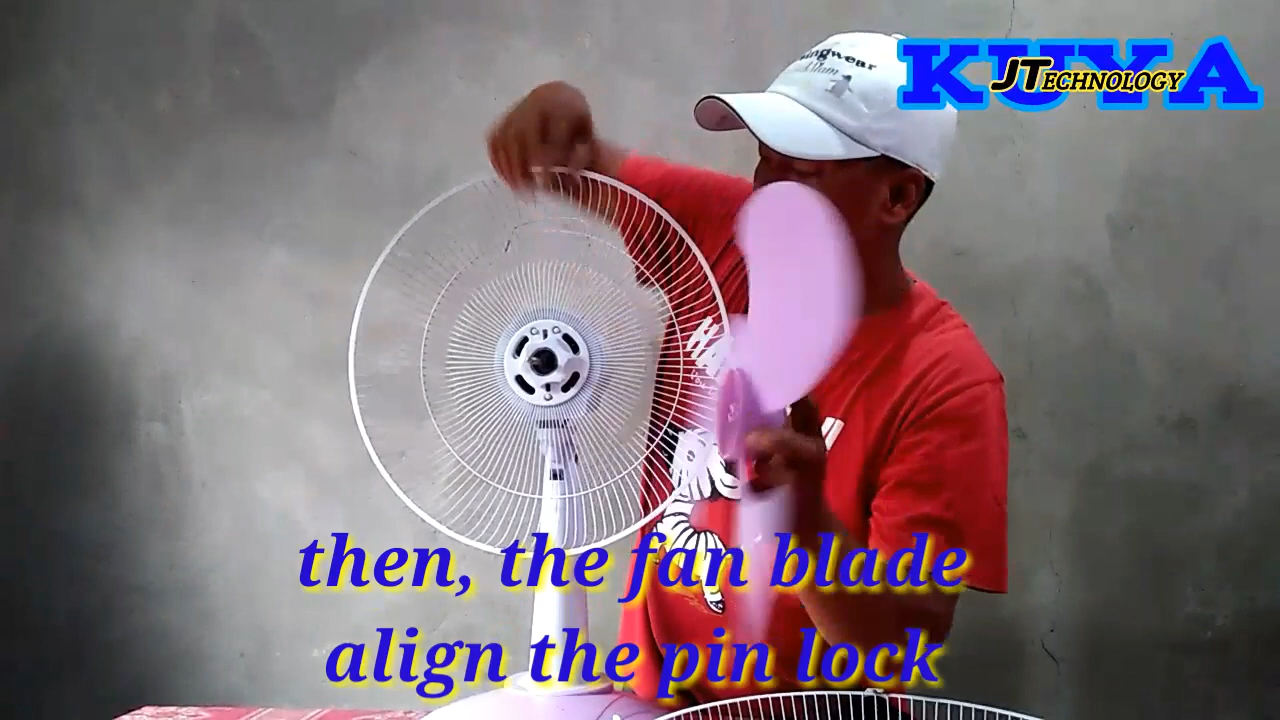 KUYA
JTECHNOLOGY
then, the fan blade
align the pin lock